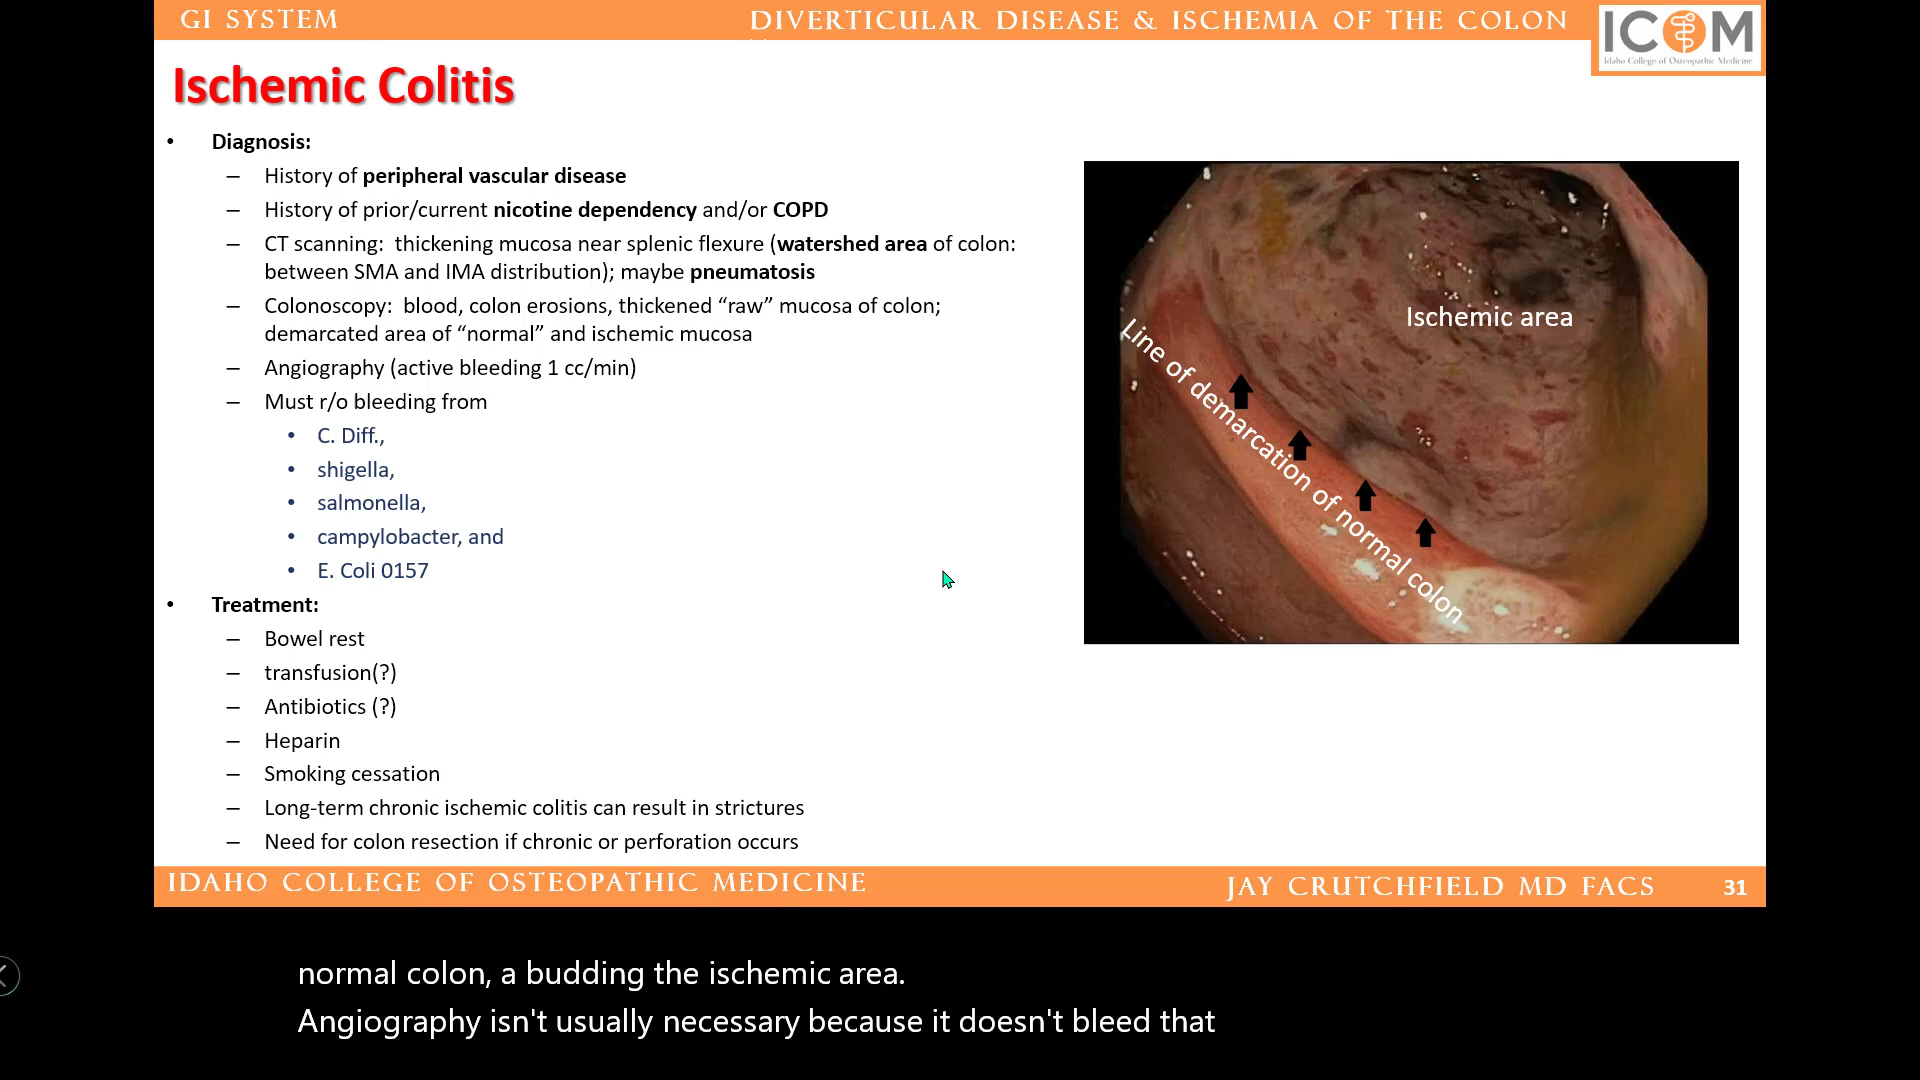 GI SYSTEM
DIVERTICULAR DISEASE & ISCHEMIA OF THE COLON
ICOM
Idaho College of Osteopathic Medicine
Ischemic Colitis
• Diagnosis:
– History of peripheral vascular disease
– History of prior/current nicotine dependency and/or COPD
– CT scanning: thickening mucosa near splenic flexure (watershed area of colon:
between SMA and IMA distribution); maybe pneumatosis
– Colonoscopy: blood, colon erosions, thickened “raw” mucosa of colon;
demarcated area of “normal” and ischemic mucosa
– Angiography (active bleeding 1 cc/min)
– Must r/o bleeding from
• C. Diff.,
• shigella,
• salmonella,
• campylobacter, and
• E. Coli 0157
• Treatment:
– Bowel rest
– transfusion(?)
– Antibiotics (?)
– Heparin
– Smoking cessation
– Long-term chronic ischemic colitis can result in strictures
– Need for colon resection if chronic or perforation occurs
Ischemic area
Line of demarcation of normal colon
IDAHO COLLEGE OF OSTEOPATHIC MEDICINE
JAY CRUTCHFIELD MD FACS
31
normal colon, a budding the ischemic area.
Angiography isn't usually necessary because it doesn't bleed that